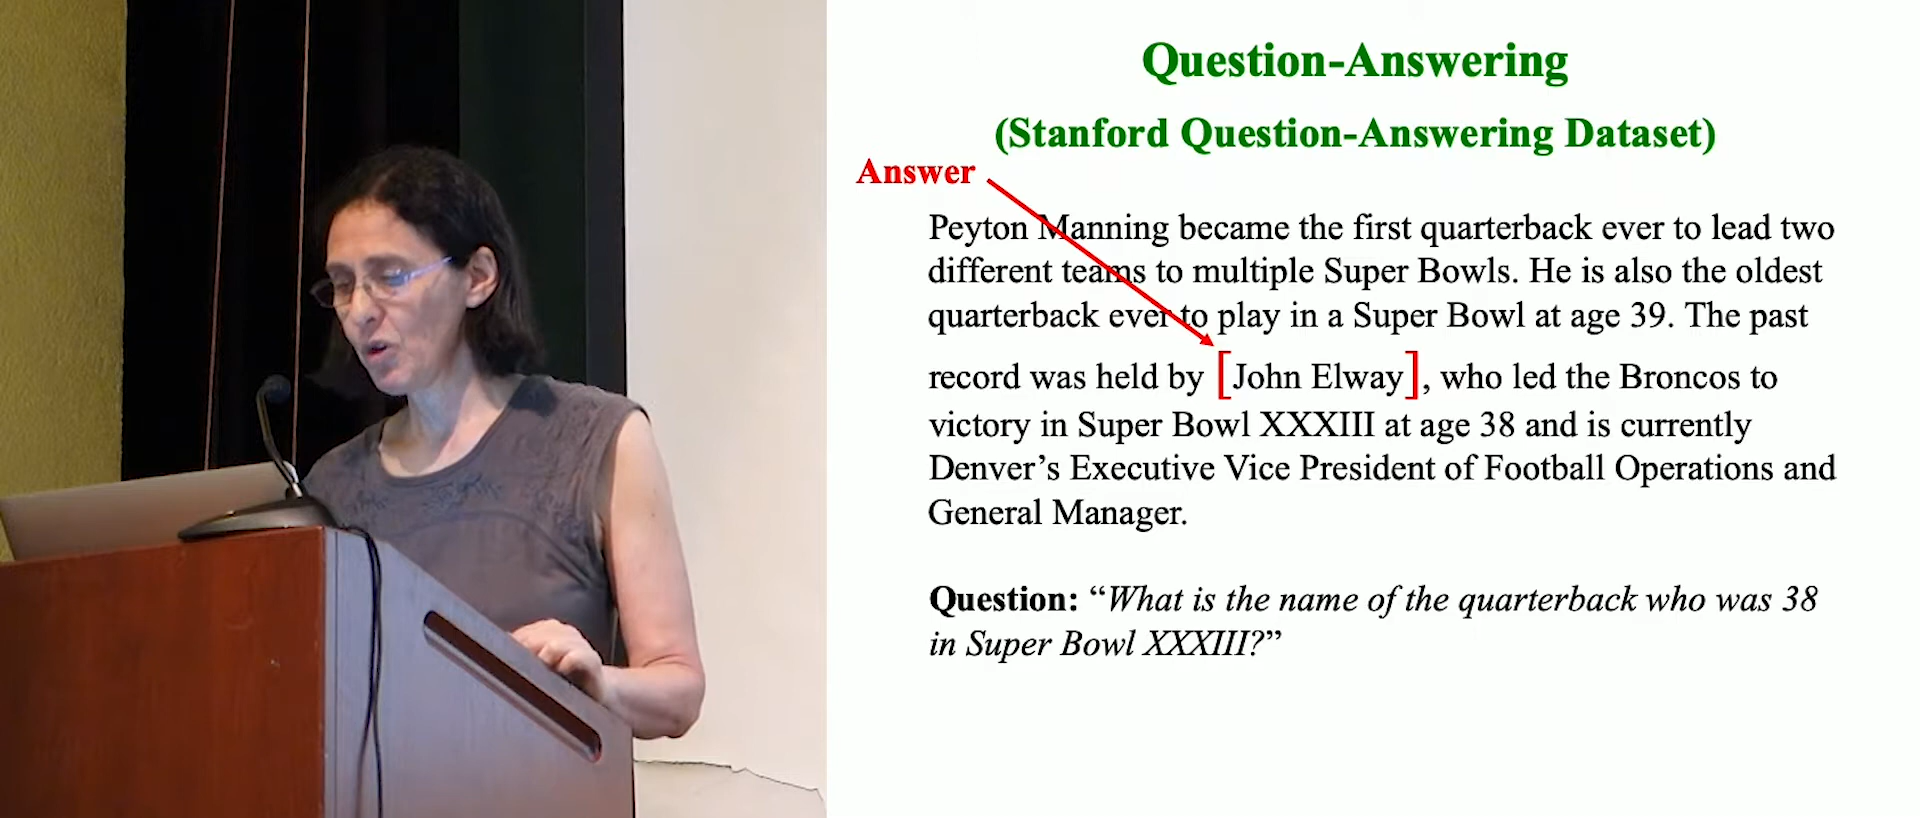 Question-Answering
(Stanford Question-Answering Dataset)
Answer
Peyton Manning became the first quarterback ever to lead two
different teams to multiple Super Bowls. He is also the oldest
quarterback ever to play in a Super Bowl at age 39. The past
record was held by [John Elway], who led the Broncos to
victory in Super Bowl XXXIII at age 38 and is currently
Denver’s Executive Vice President of Football Operations and
General Manager.
Question: “What is the name of the quarterback who was 38
in Super Bowl XXXIII?”